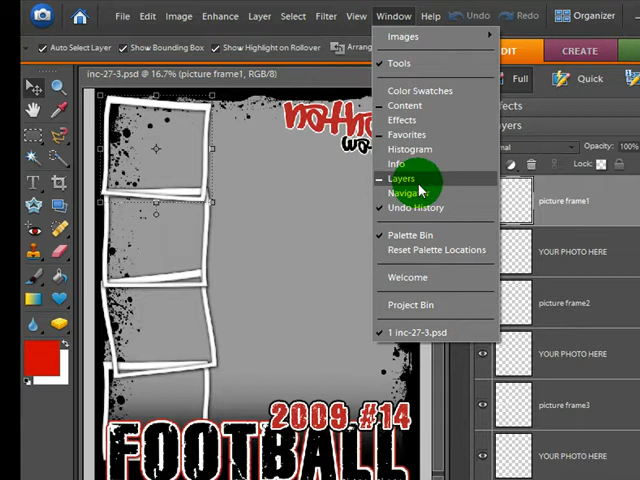 File Edit Image Enhance Layer Select Filter View Window Help Undo Redo Organizer
Auto Select Layer Show Bounding Box Show Highlight on Rollover Arrang
EDIT CREATE
inc-27-3.psd @ 16.7% (picture frame1, RGB/8)
Full Quick
Images
Tools
Color Swatches
Content
Effects
Favorites
Histogram
Info
Layers
Navigator
Undo History
Palette Bin
Reset Palette Locations
Welcome
Project Bin
1 inc-27-3.psd
ffects
ayers
Opacity: 100%
Lock:
picture frame1
YOUR PHOTO HERE
picture frame2
YOUR PHOTO HERE
picture frame3
YOUR PHOTO HERE
2009 #14
FOOTBALL